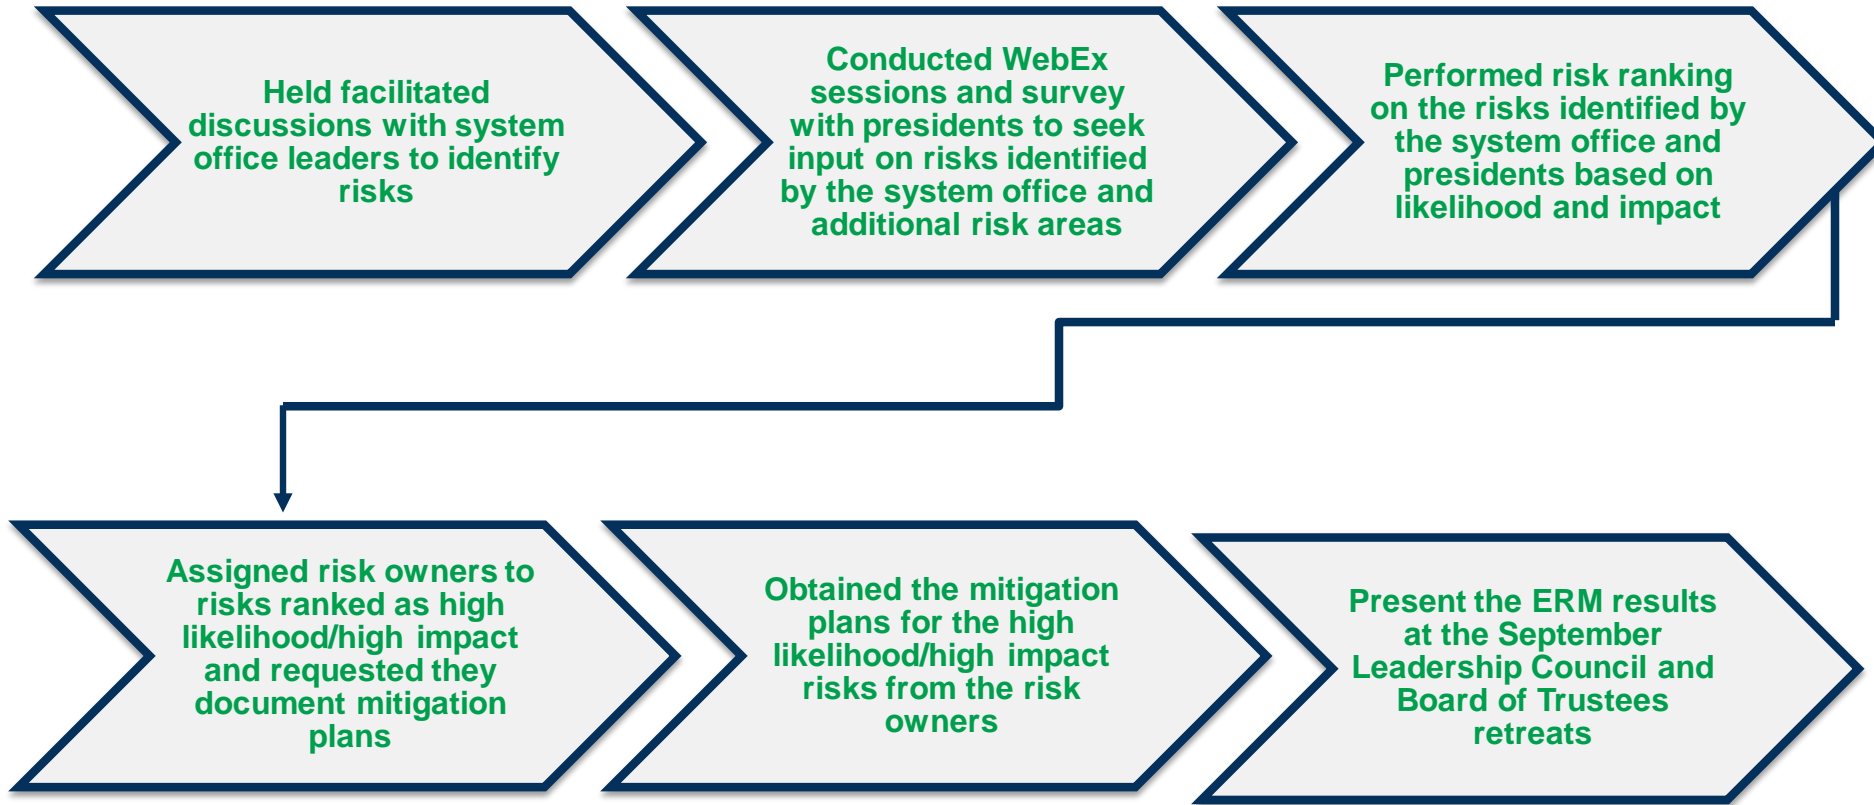 Held facilitated
discussions with system
office leaders to identify
risks
Conducted WebEx
sessions and survey
with presidents to seek
input on risks identified
by the system office and
additional risk areas
Performed risk ranking
on the risks identified by
the system office and
presidents based on
likelihood and impact
Assigned risk owners to
risks ranked as high
likelihood/high impact
and requested they
document mitigation
plans
Obtained the mitigation
plans for the high
likelihood/high impact
risks from the risk
owners
Present the ERM results
at the September
Leadership Council and
Board of Trustees
retreats